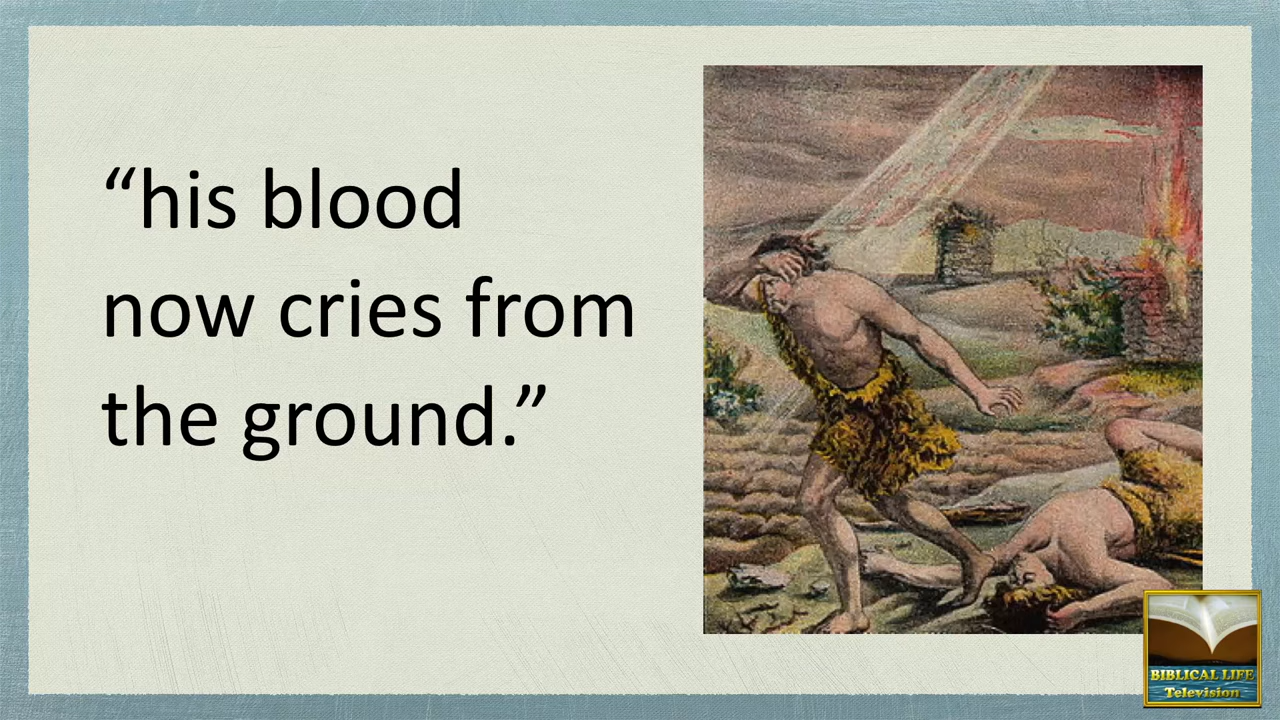 “his blood
now cries from
the ground.”
BIBLICAL LIFE
Television